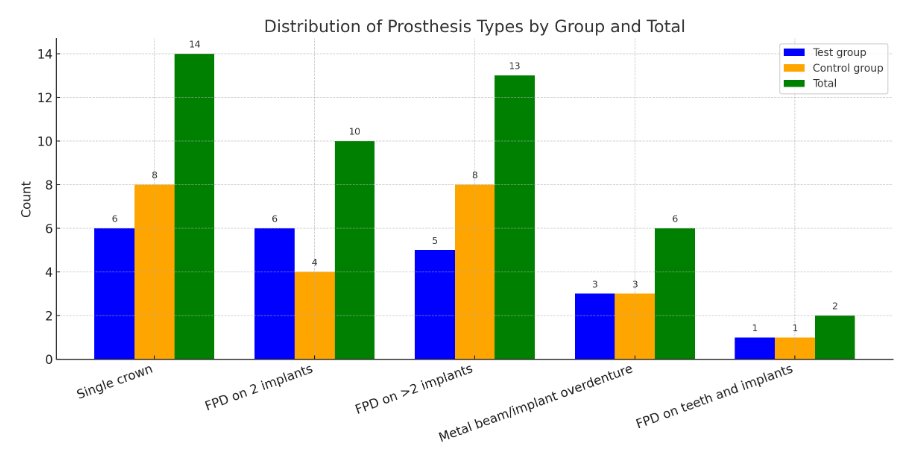 Distribution of Prosthesis Types by Group and Total
Test group
Control group
Total
Count
14
12
10
8
6
4
2
0
6 8 14
6 4 10
5 8 13
3 3 6
1 1 2
Single crown
FPD on 2 implants
FPD on >2 implants
Metal beam/implant overdenture
FPD on teeth and implants